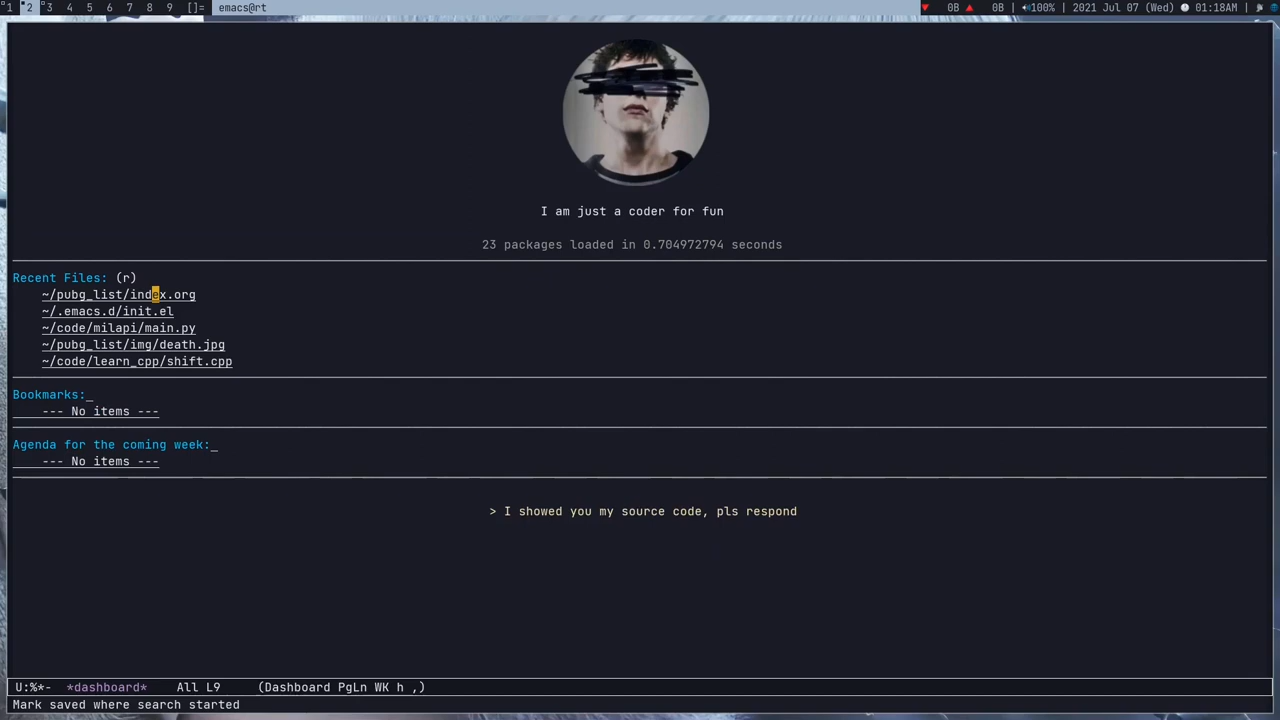 1 2 3 4 5 6 7 8 9 []= emacs@rt 0B 0B | 100% | 2021 Jul 07 (Wed) 01:18AM |
I am just a coder for fun
23 packages loaded in 0.704972794 seconds
Recent Files: (r)
~/pubg_list/index.org
~/.emacs.d/init.el
~/code/milapi/main.py
~/pubg_list/img/death.jpg
~/code/learn_cpp/shift.cpp
Bookmarks:_
--- No items ---
Agenda for the coming week:_
--- No items ---
> I showed you my source code, pls respond
U:%*- *dashboard* All L9 (Dashboard PgLn WK h ,)
Mark saved where search started